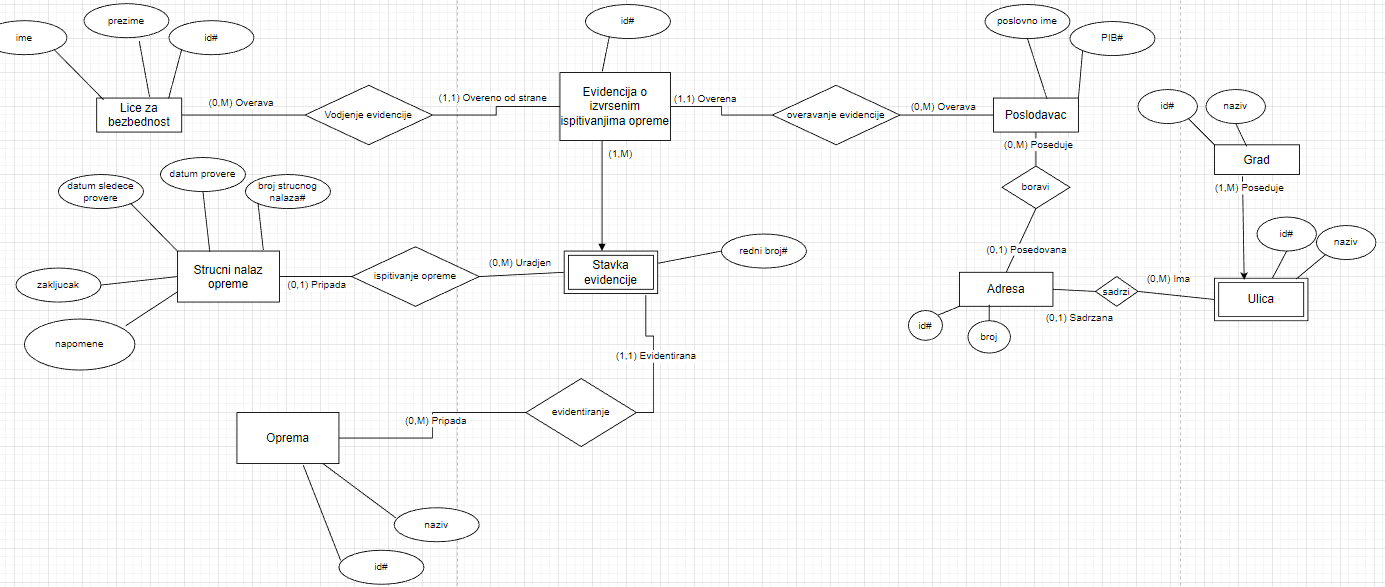 ime
prezime
id#
id#
poslovno ime
PIB#
Lice za
bezbednost
(0,M) Overava
Vodjenje evidencije
(1,1) Overeno od strane
Evidencija o
izvrsenim
ispitivanjima opreme
(1,1) Overena
overavanje evidencije
(0,M) Overava
Poslodavac
id#
naziv
Grad
(1,M)
(0,M) Poseduje
boravi
(1,M) Poseduje
datum sledece
provere
datum provere
broj strucnog
nalaza#
Strucni nalaz
opreme
(0,1) Pripada
ispitivanje opreme
(0,M) Uradjen
Stavka
evidencije
redni broj#
(0,1) Posedovana
id#
naziv
zakljucak
napomene
Adresa
sadrzi
(0,M) Ima
Ulica
(0,1) Sadrzana
id#
broj
(1,1) Evidentirana
evidentiranje
(0,M) Pripada
Oprema
naziv
id#